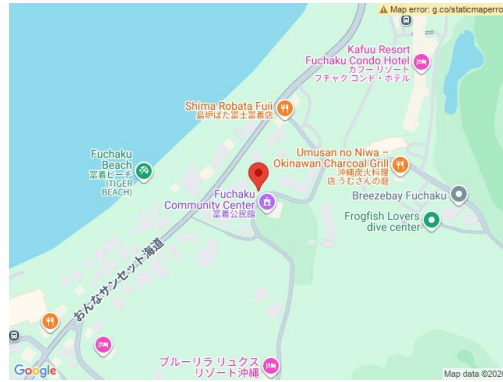 Map error: g.co/staticmaperro
Kafuu Resort
Fuchaku Condo Hotel
カフー リゾート
フチャク コンド・ホテル
Shima Robata Fuji
島炉ばた富士富着店
Umusan no Niwa -
Okinawan Charcoal Grill
沖縄炭火料理
店 うむさんの庭
Fuchaku
Beach
富着ビーチ
(TIGER
BEACH)
Fuchaku
Community Center
富着公民館
Breezebay Fuchaku
Frogfish Lovers
dive center
おんなサンセット海道
ブルーリラ リュクス
リゾート沖縄
Google
Map data ©2026